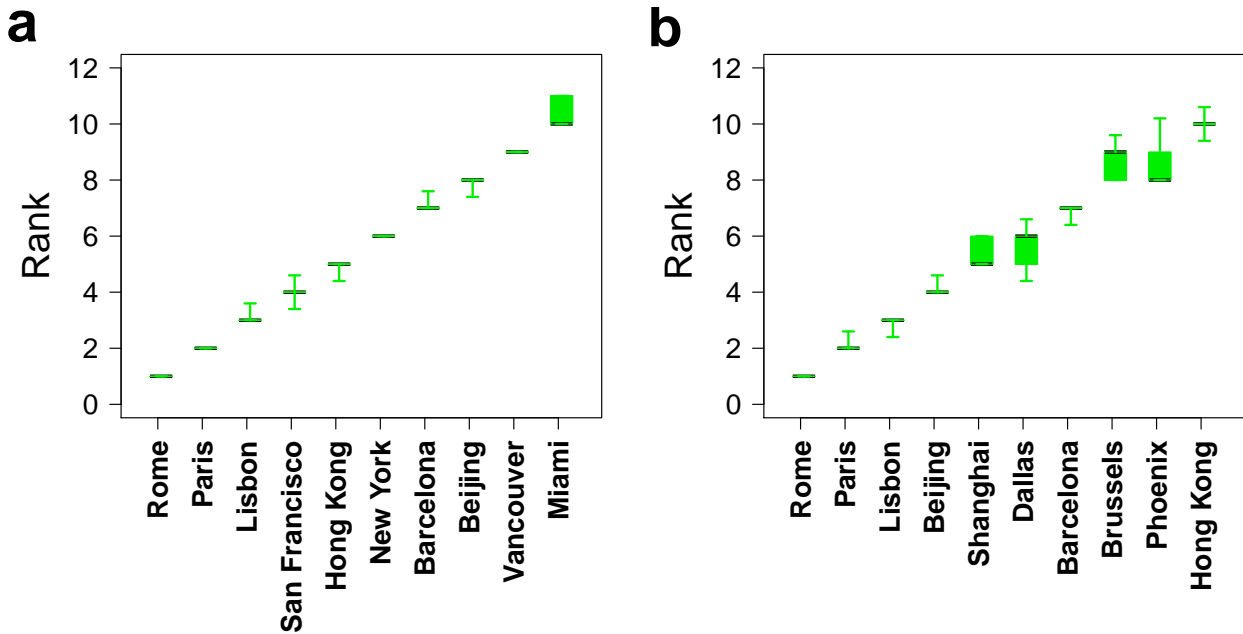 a
Rank
12
10
8
6
4
2
0
Rome
Paris
Lisbon
San Francisco
Hong Kong
New York
Barcelona
Beijing
Vancouver
Miami
b
Rank
12
10
8
6
4
2
0
Rome
Paris
Lisbon
Beijing
Shanghai
Dallas
Barcelona
Brussels
Phoenix
Hong Kong